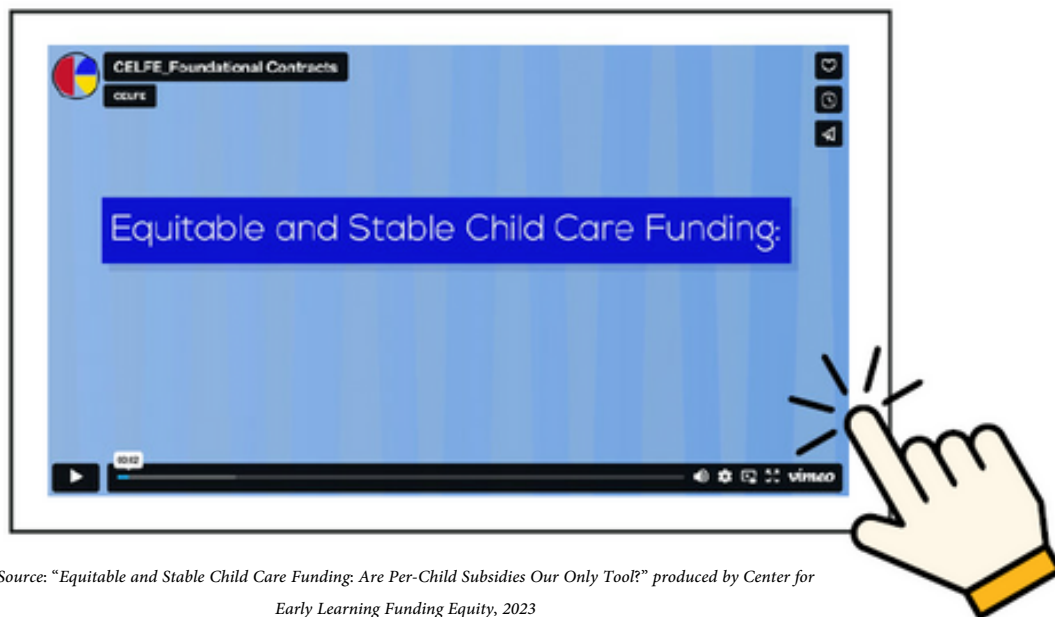 CELFE_Foundational Contracts
CELFE
Equitable and Stable Child Care Funding:
00:02
vimeo
Source: “Equitable and Stable Child Care Funding: Are Per-Child Subsidies Our Only Tool?” produced by Center for
Early Learning Funding Equity, 2023